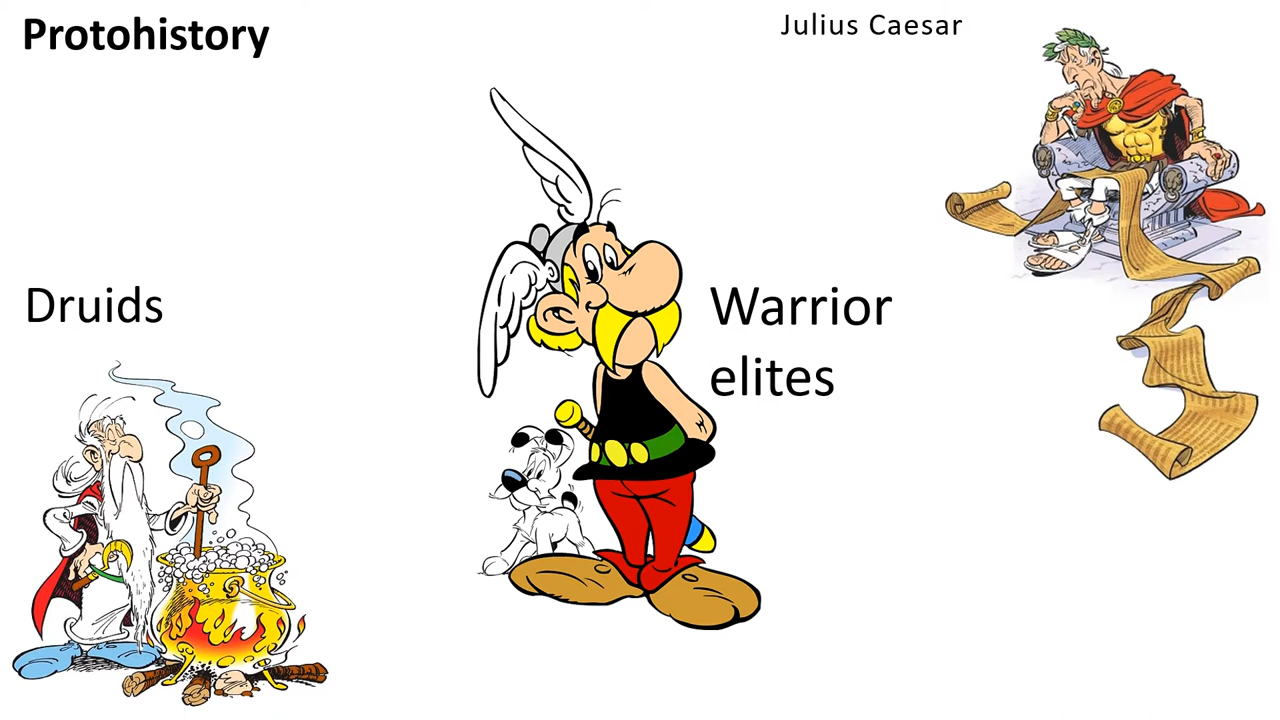 Protohistory
Julius Caesar
Druids
Warrior
elites